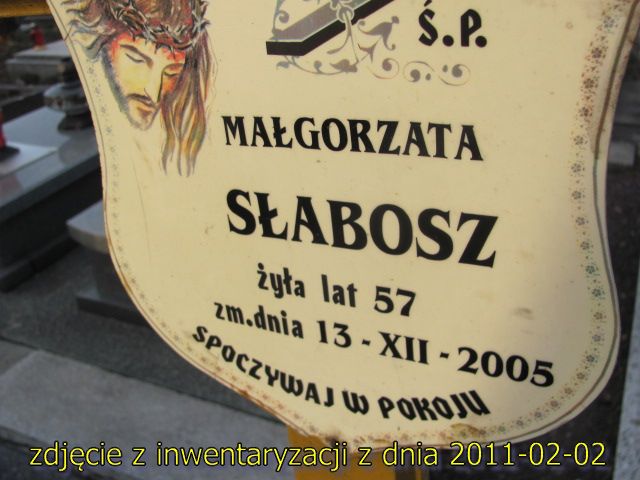 Ś.P.
MAŁGORZATA
SŁABOSZ
żyła lat 57
zm.dnia 13 - XII - 2005
SPOCZYWAJ W POKOJU
zdjęcie z inwentaryzacji z dnia 2011-02-02